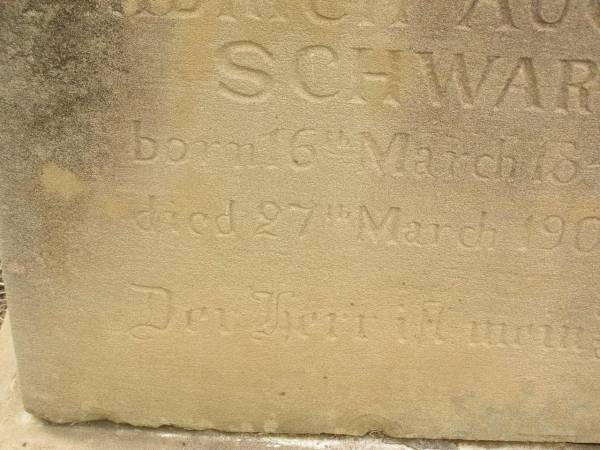 SCHWAR
born 16th March 18
died 27th March 190
Der Herr ist mein